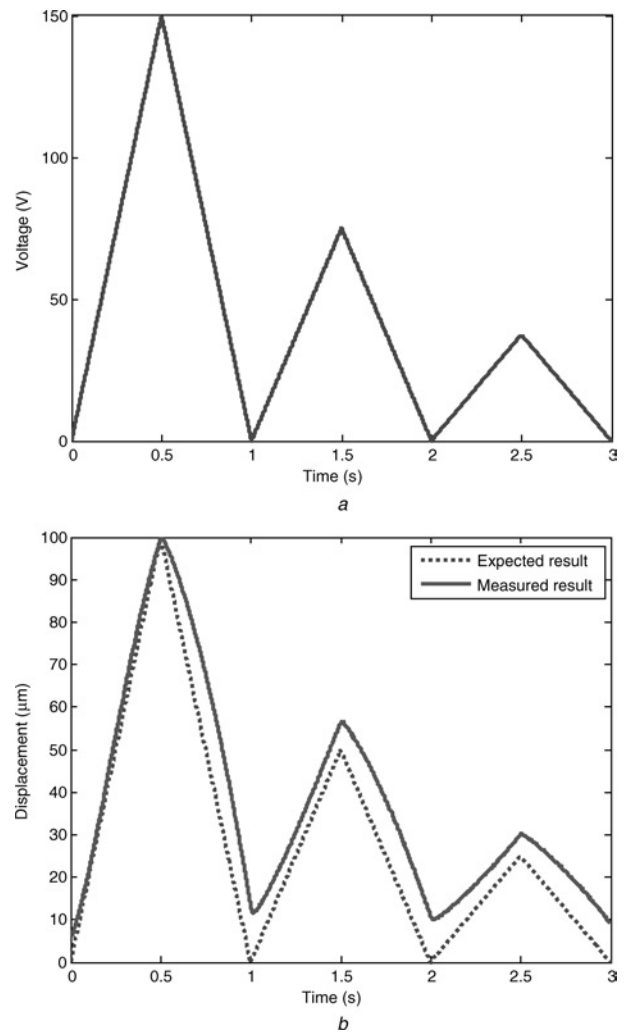 150
100
50
0
Voltage (V)
0 0.5 1 1.5 2 2.5 3
Time (s)
a
100
90
80
70
60
50
40
30
20
10
0
Displacement (μm)
Expected result
Measured result
0 0.5 1 1.5 2 2.5 3
Time (s)
b